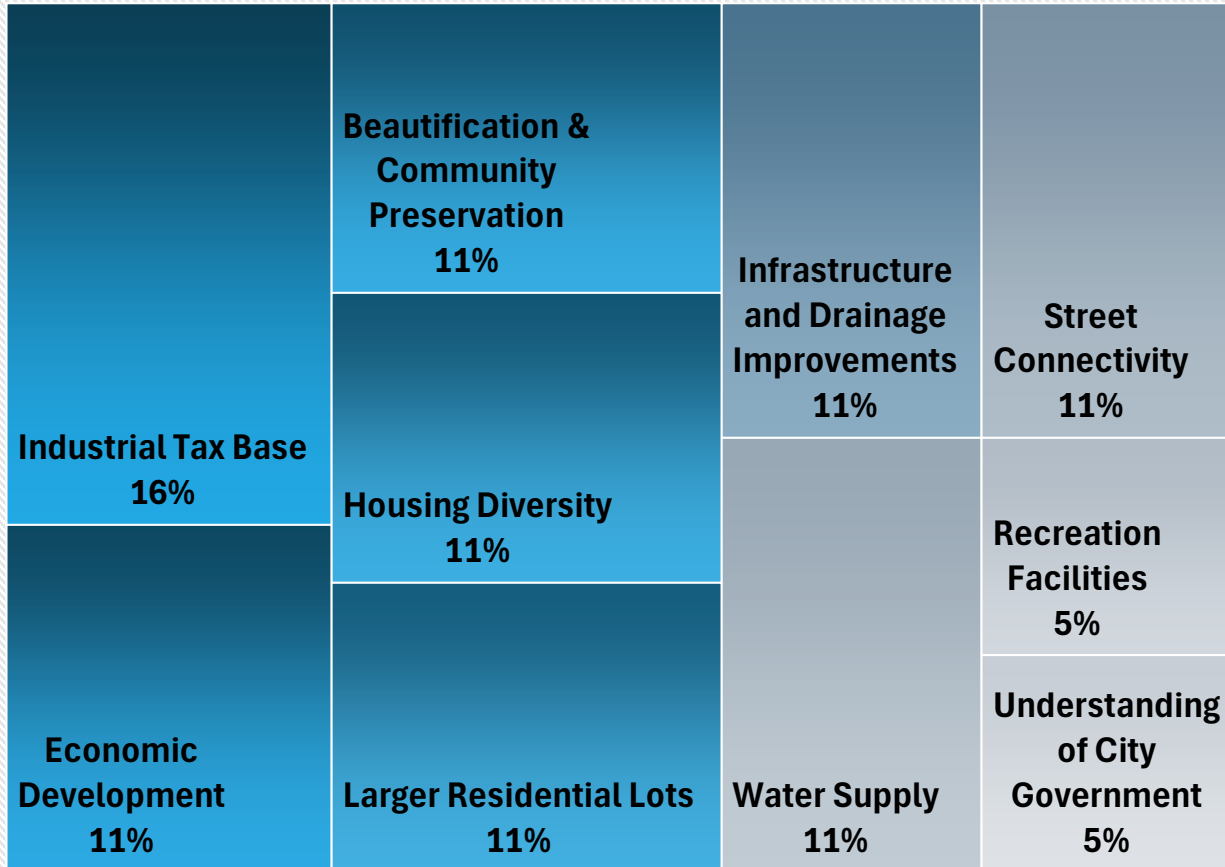 Industrial Tax Base
16%
Economic
Development
11%
Beautification &
Community
Preservation
11%
Housing Diversity
11%
Larger Residential Lots
11%
Infrastructure
and Drainage
Improvements
11%
Water Supply
11%
Street
Connectivity
11%
Recreation
Facilities
5%
Understanding
of City
Government
5%